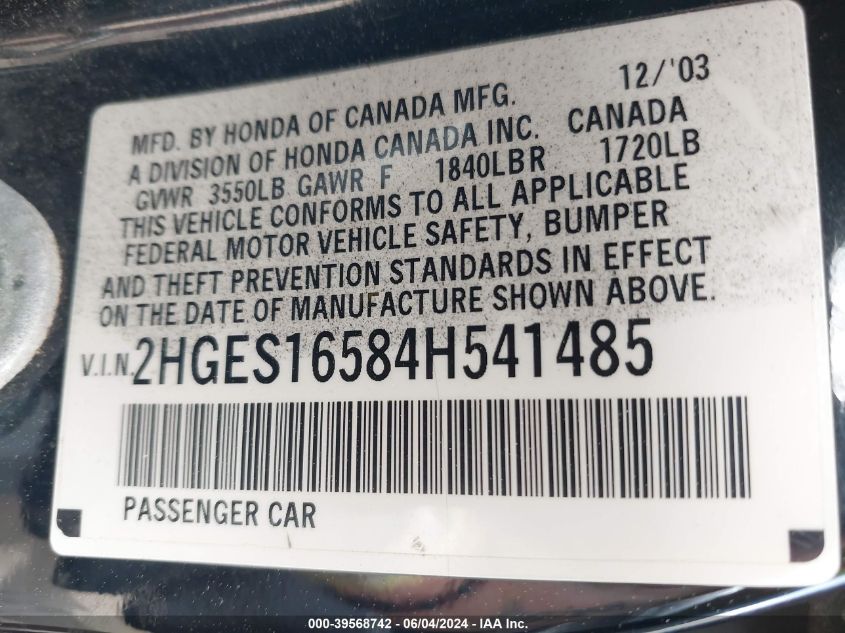 12/'03
MFD. BY HONDA OF CANADA MFG.
A DIVISION OF HONDA CANADA INC. CANADA
GVWR 3550LB GAWR F 1840LBR 1720LB
THIS VEHICLE CONFORMS TO ALL APPLICABLE
FEDERAL MOTOR VEHICLE SAFETY, BUMPER
AND THEFT PREVENTION STANDARDS IN EFFECT
ON THE DATE OF MANUFACTURE SHOWN ABOVE.
V.I.N.2HGES16584H541485
PASSENGER CAR
000-39568742 - 06/04/2024 - IAA Inc.